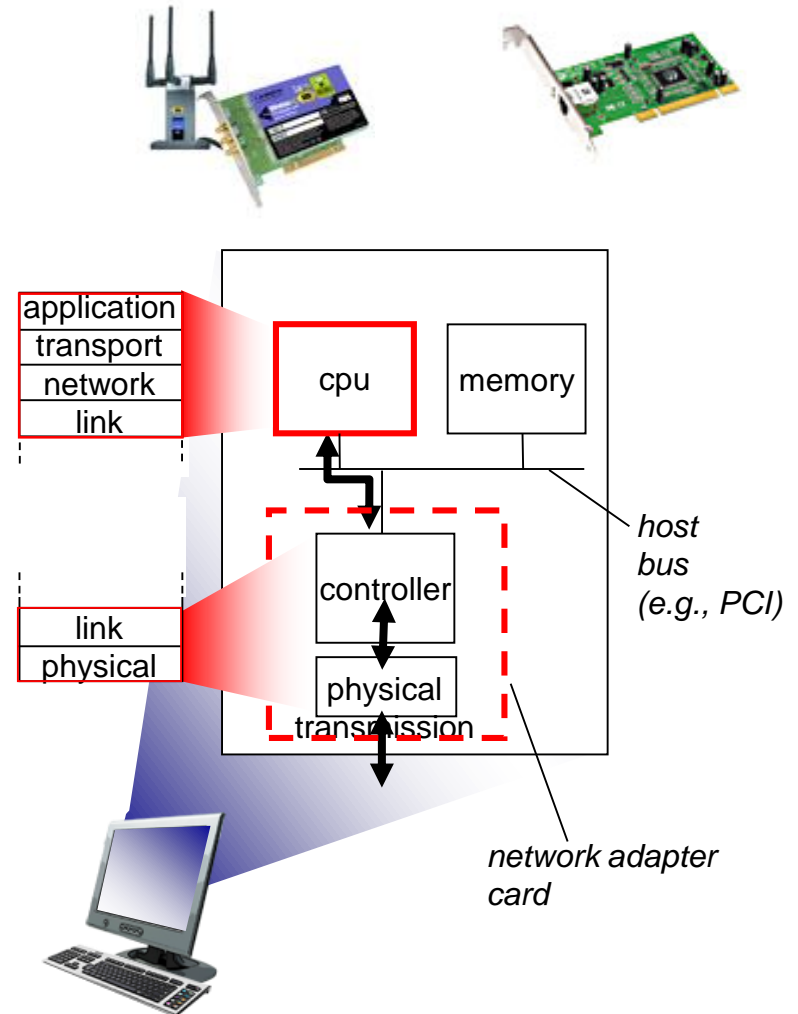 application
transport
network
link
cpu
memory
host
bus
(e.g., PCI)
controller
link
physical
physical
transmission
network adapter
card